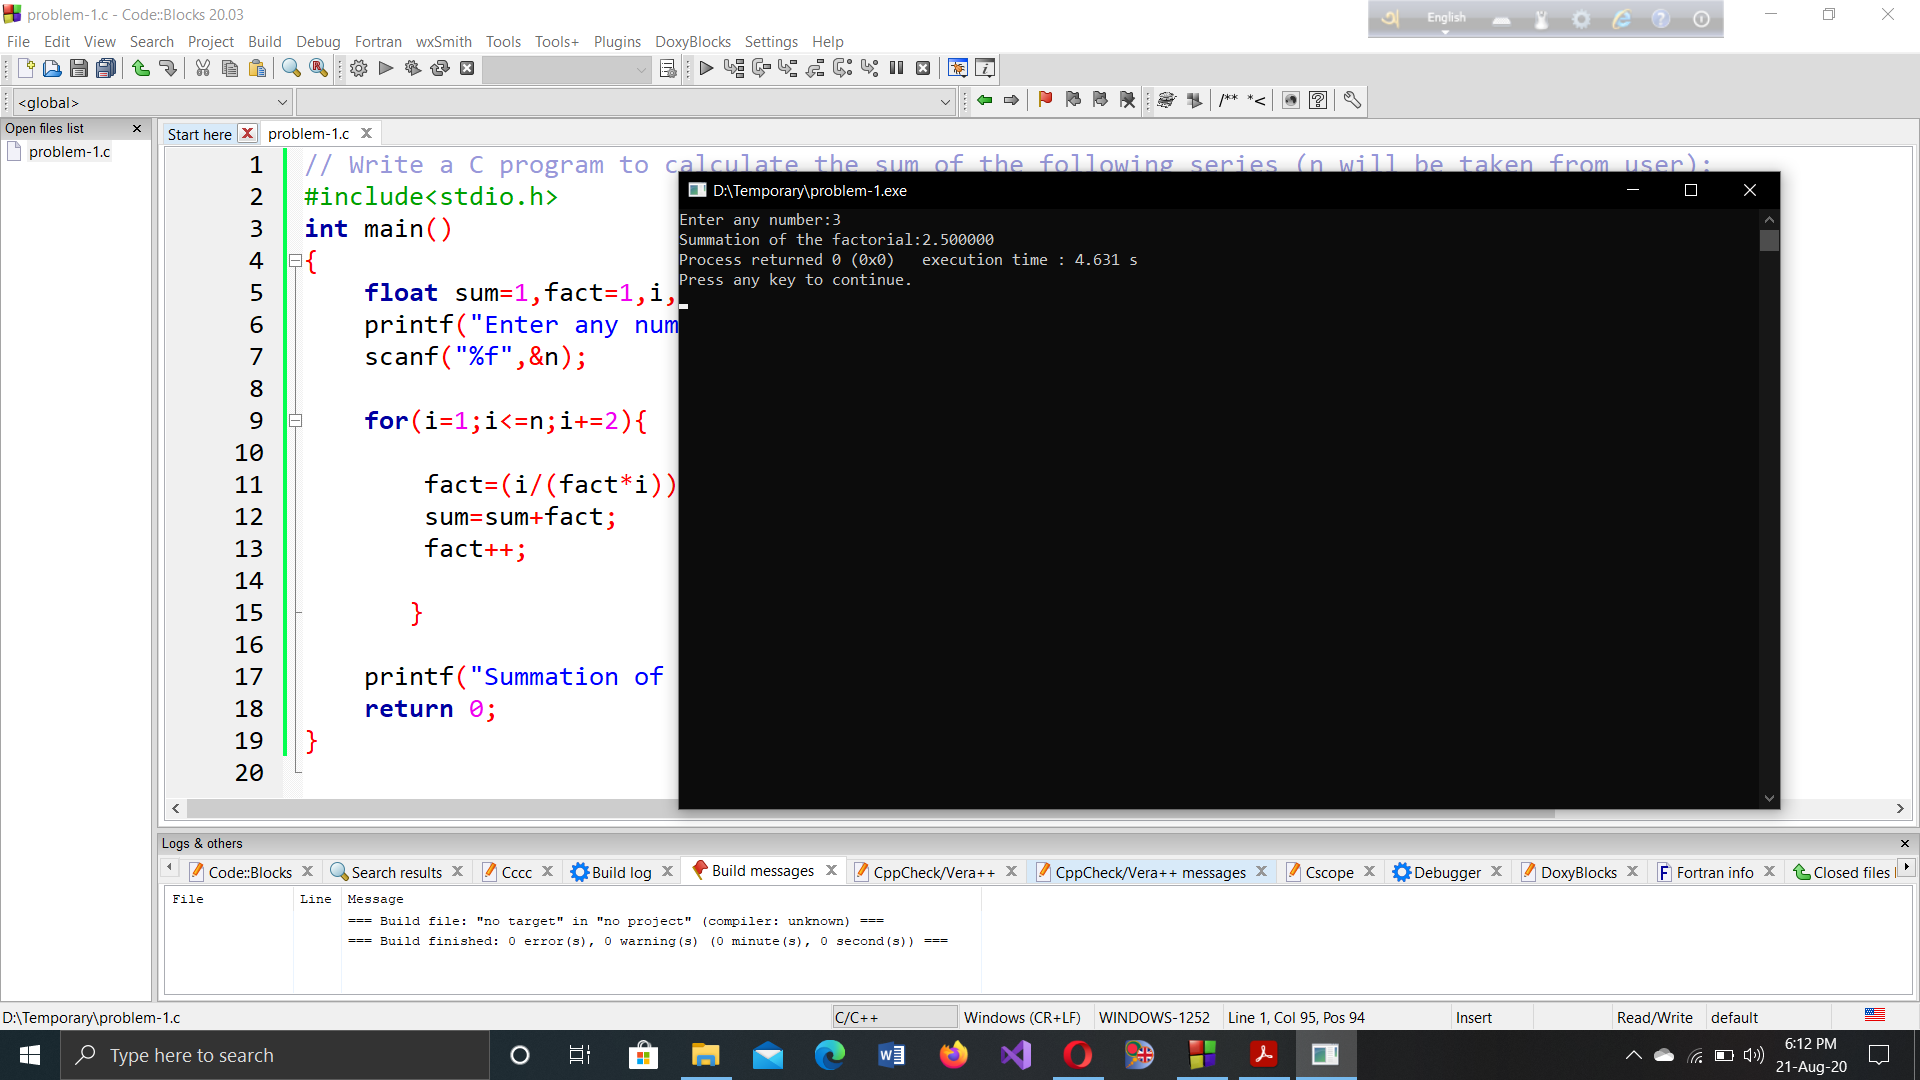 problem-1.c - Code::Blocks 20.03
English
File Edit View Search Project Build Debug Fortran wxSmith Tools Tools+ Plugins DoxyBlocks Settings Help
<global>
/** *<
Open files list
problem-1.c
Start here problem-1.c
1 // Write a C program to calculate the sum of the following series (n will be taken from user):
2 #include<stdio.h>
3 int main()
4 {
5 float sum=1,fact=1,i,
6 printf("Enter any num
7 scanf("%f",&n);
8
9 for(i=1;i<=n;i+=2){
10
11 fact=(i/(fact*i))
12 sum=sum+fact;
13 fact++;
14
15 }
16
17 printf("Summation of
18 return 0;
19 }
20
D:\Temporary\problem-1.exe
Enter any number:3
Summation of the factorial:2.500000
Process returned 0 (0x0)   execution time : 4.631 s
Press any key to continue.
Logs & others
Code::Blocks Search results Cccc Build log Build messages CppCheck/Vera++ CppCheck/Vera++ messages Cscope Debugger DoxyBlocks Fortran info Closed files l
File Line Message
=== Build file: "no target" in "no project" (compiler: unknown) ===
=== Build finished: 0 error(s), 0 warning(s) (0 minute(s), 0 second(s)) ===
D:\Temporary\problem-1.c C/C++ Windows (CR+LF) WINDOWS-1252 Line 1, Col 95, Pos 94 Insert Read/Write default
Type here to search
6:12 PM
21-Aug-20